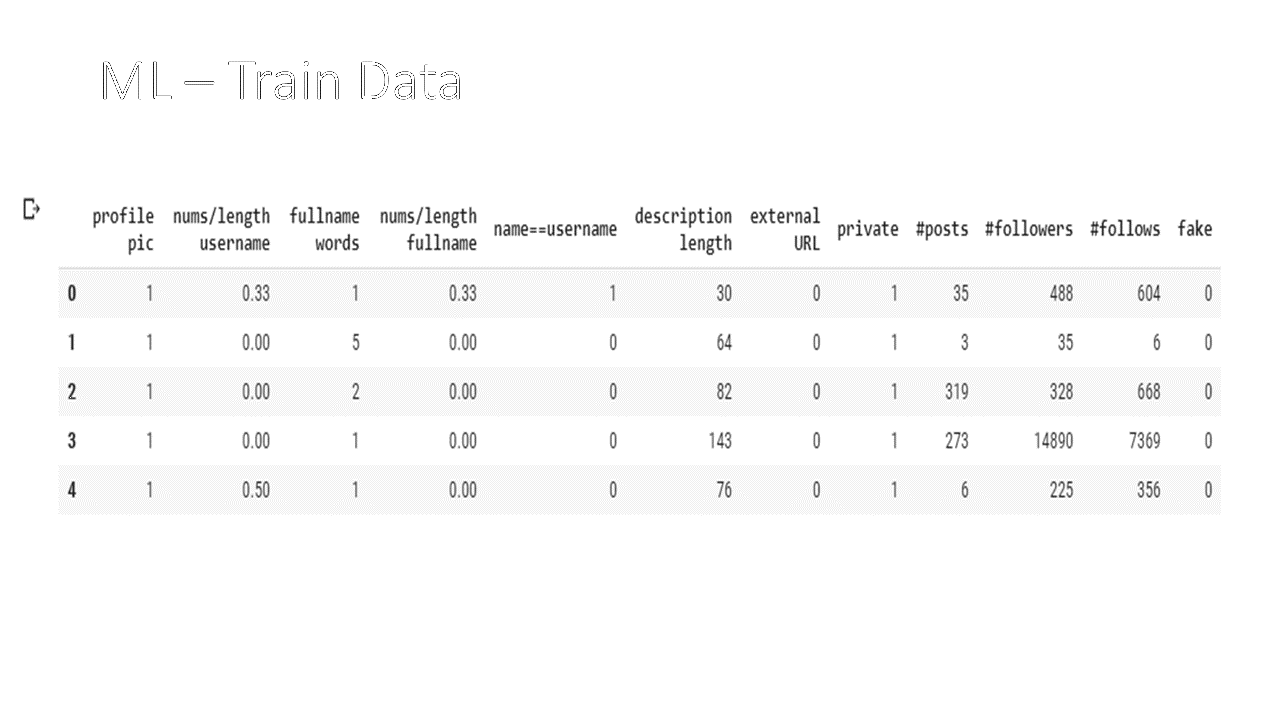 ML – Train Data
profile pic nums/length username fullname words nums/length fullname name==username description length external URL private #posts #followers #follows fake
0 1 0.33 1 0.33 1 30 0 1 35 488 604 0
1 1 0.00 5 0.00 0 64 0 1 3 35 6 0
2 1 0.00 2 0.00 0 82 0 1 319 328 668 0
3 1 0.00 1 0.00 0 143 0 1 273 14890 7369 0
4 1 0.50 1 0.00 0 76 0 1 6 225 356 0